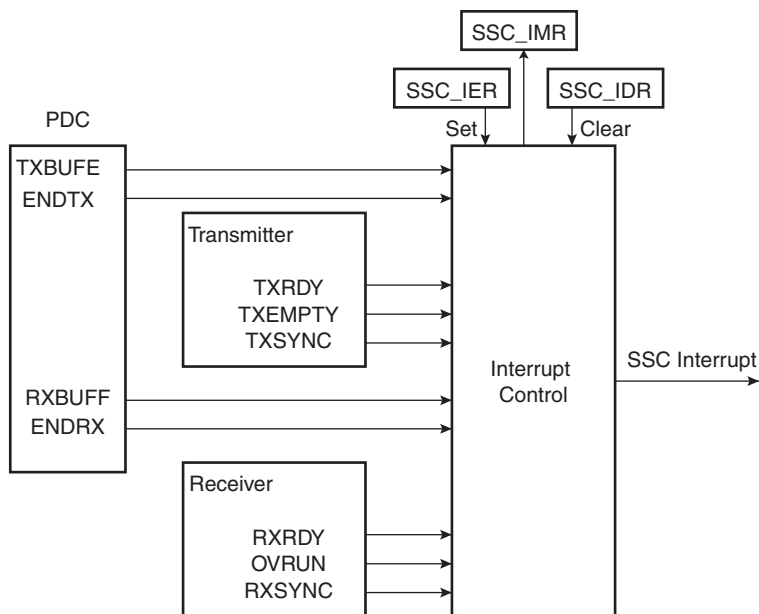 SSC_IMR
SSC_IER
SSC_IDR
PDC
Set
Clear
TXBUFE
ENDTX
Transmitter
TXRDY
TXEMPTY
TXSYNC
SSC Interrupt
Interrupt
Control
RXBUFF
ENDRX
Receiver
RXRDY
OVRUN
RXSYNC